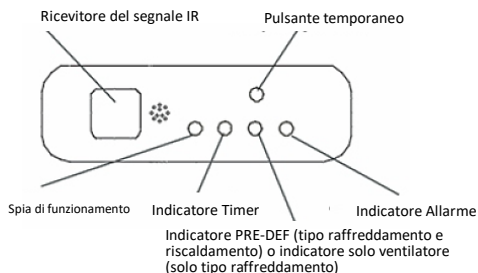 Ricevitore del segnale IR
Pulsante temporaneo
Spia di funzionamento
Indicatore Timer
Indicatore Allarme
Indicatore PRE-DEF (tipo raffreddamento e
riscaldamento) o indicatore solo ventilatore
(solo tipo raffreddamento)